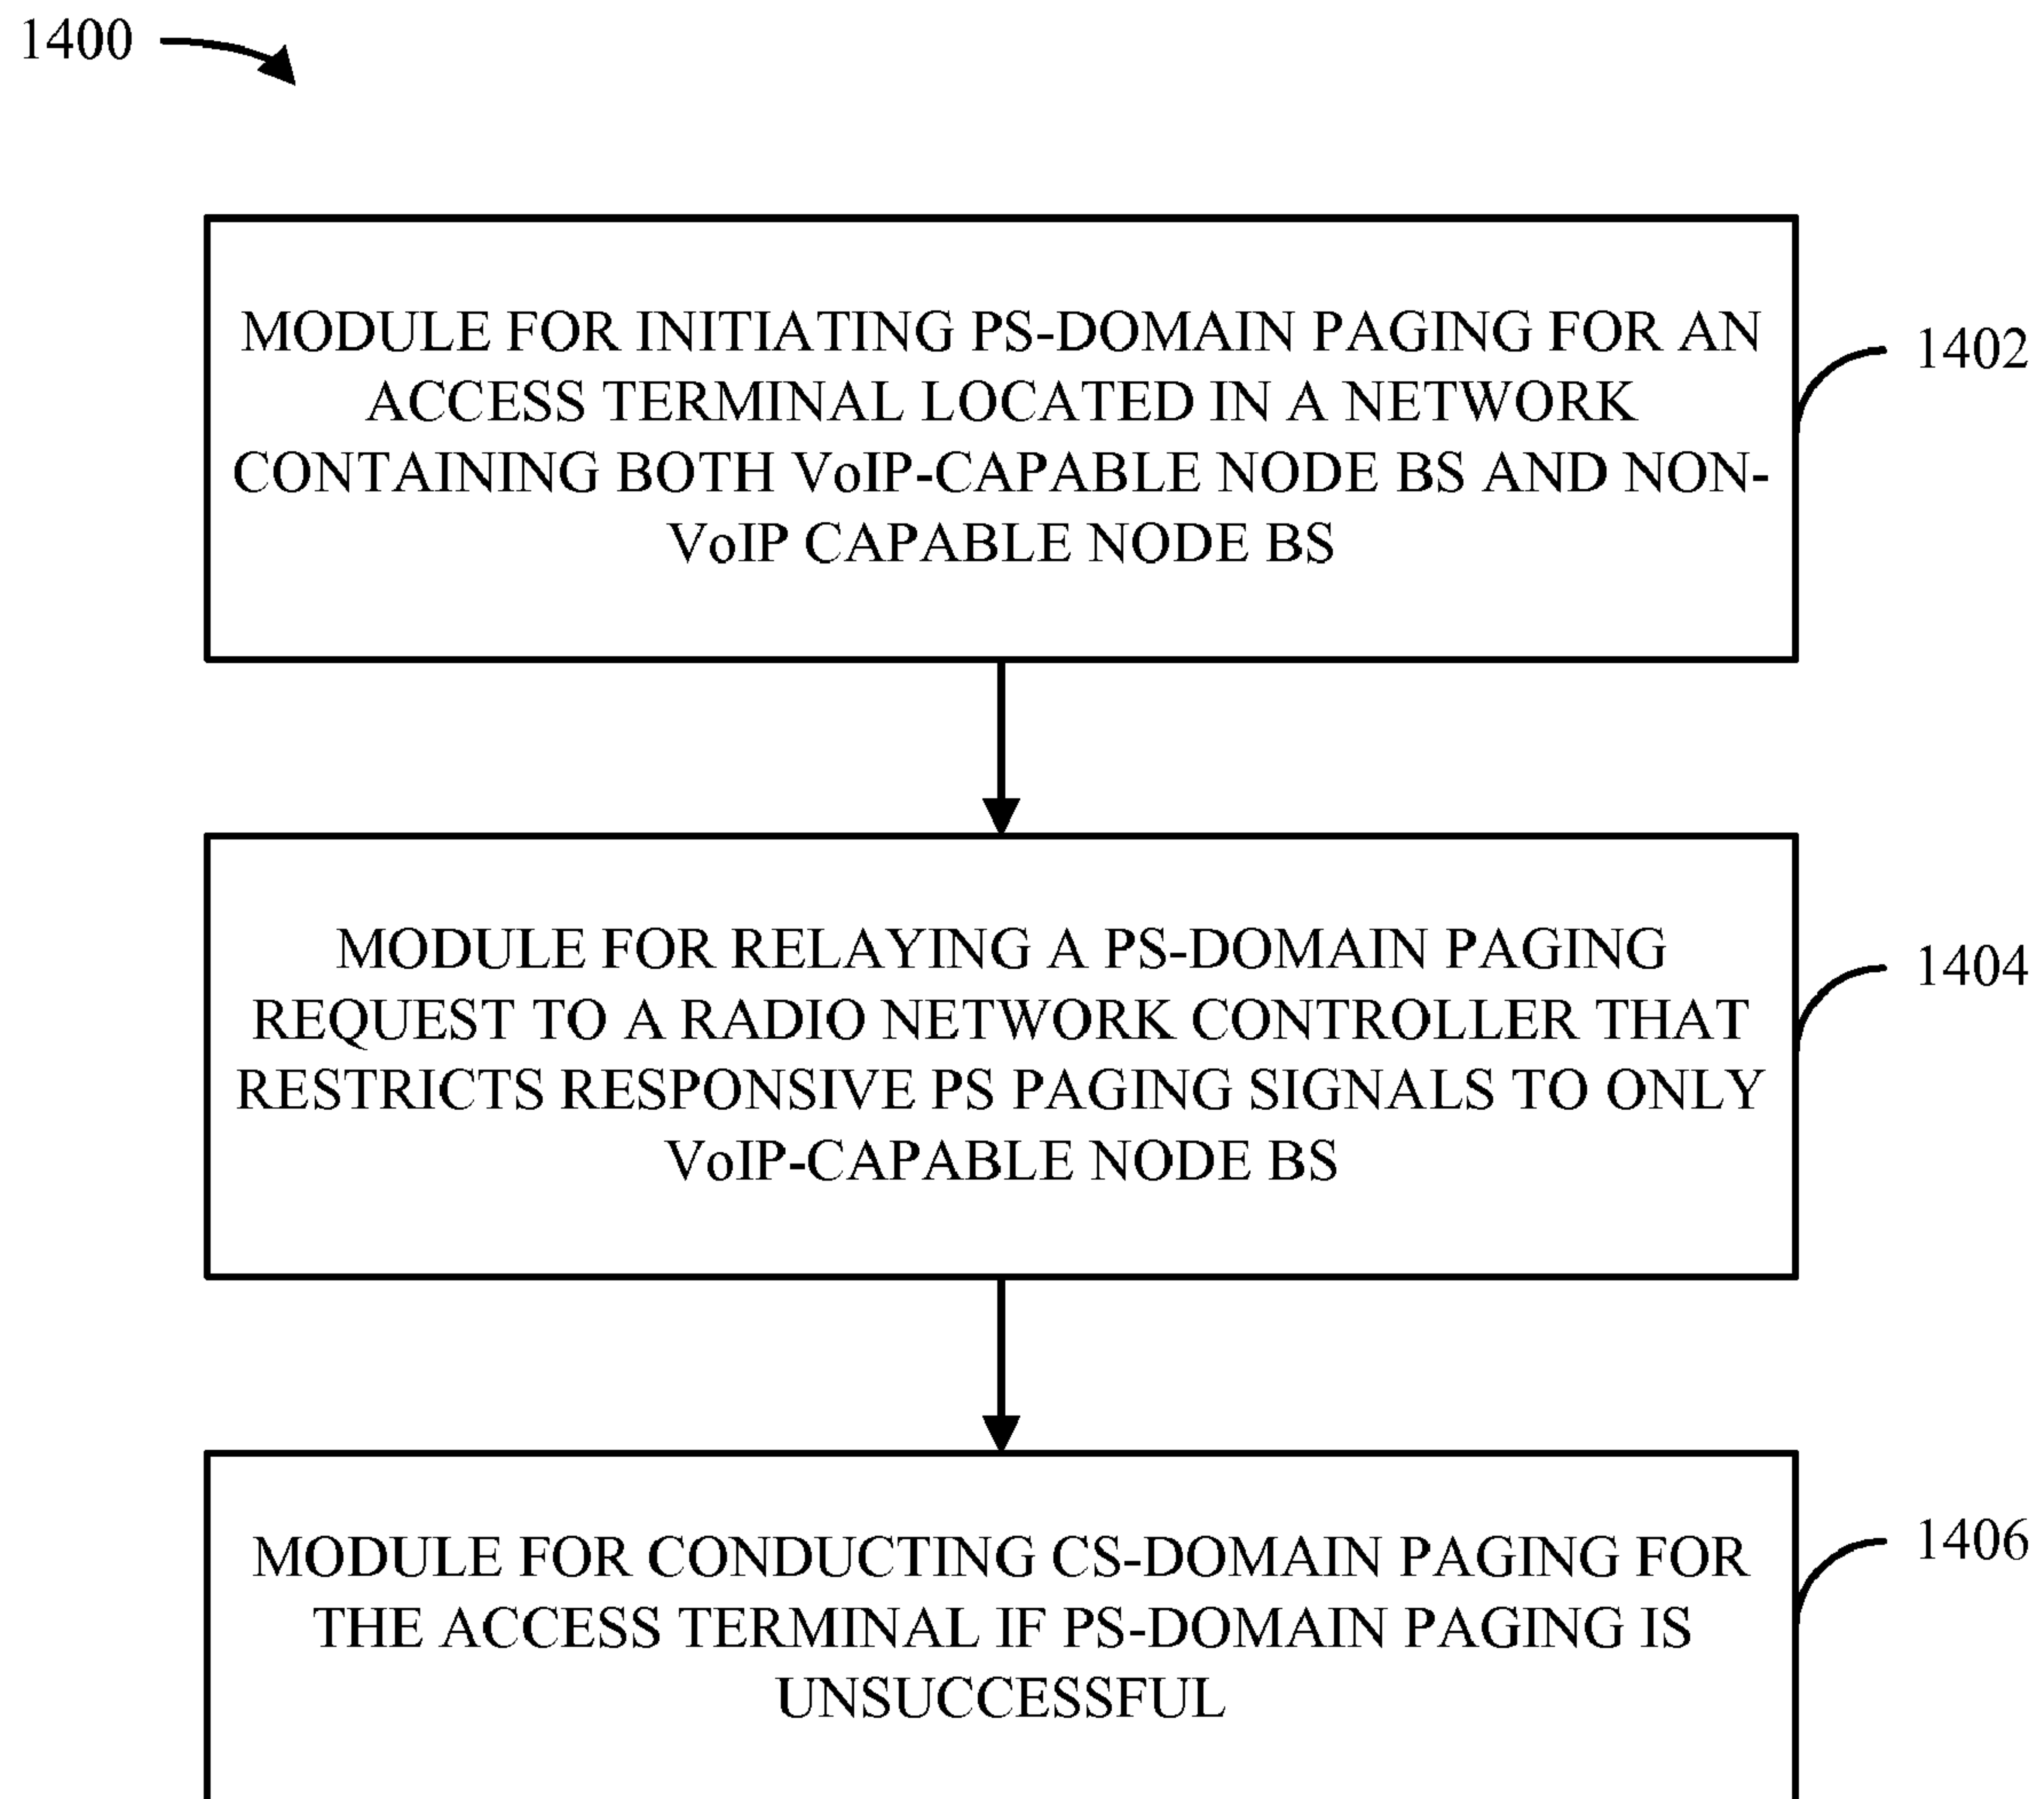 1400
MODULE FOR INITIATING PS-DOMAIN PAGING FOR AN
ACCESS TERMINAL LOCATED IN A NETWORK
CONTAINING BOTH VoIP-CAPABLE NODE BS AND NON-
VoIP CAPABLE NODE BS
1402
MODULE FOR RELAYING A PS-DOMAIN PAGING
REQUEST TO A RADIO NETWORK CONTROLLER THAT
RESTRICTS RESPONSIVE PS PAGING SIGNALS TO ONLY
VoIP-CAPABLE NODE BS
1404
MODULE FOR CONDUCTING CS-DOMAIN PAGING FOR
THE ACCESS TERMINAL IF PS-DOMAIN PAGING IS
UNSUCCESSFUL
1406